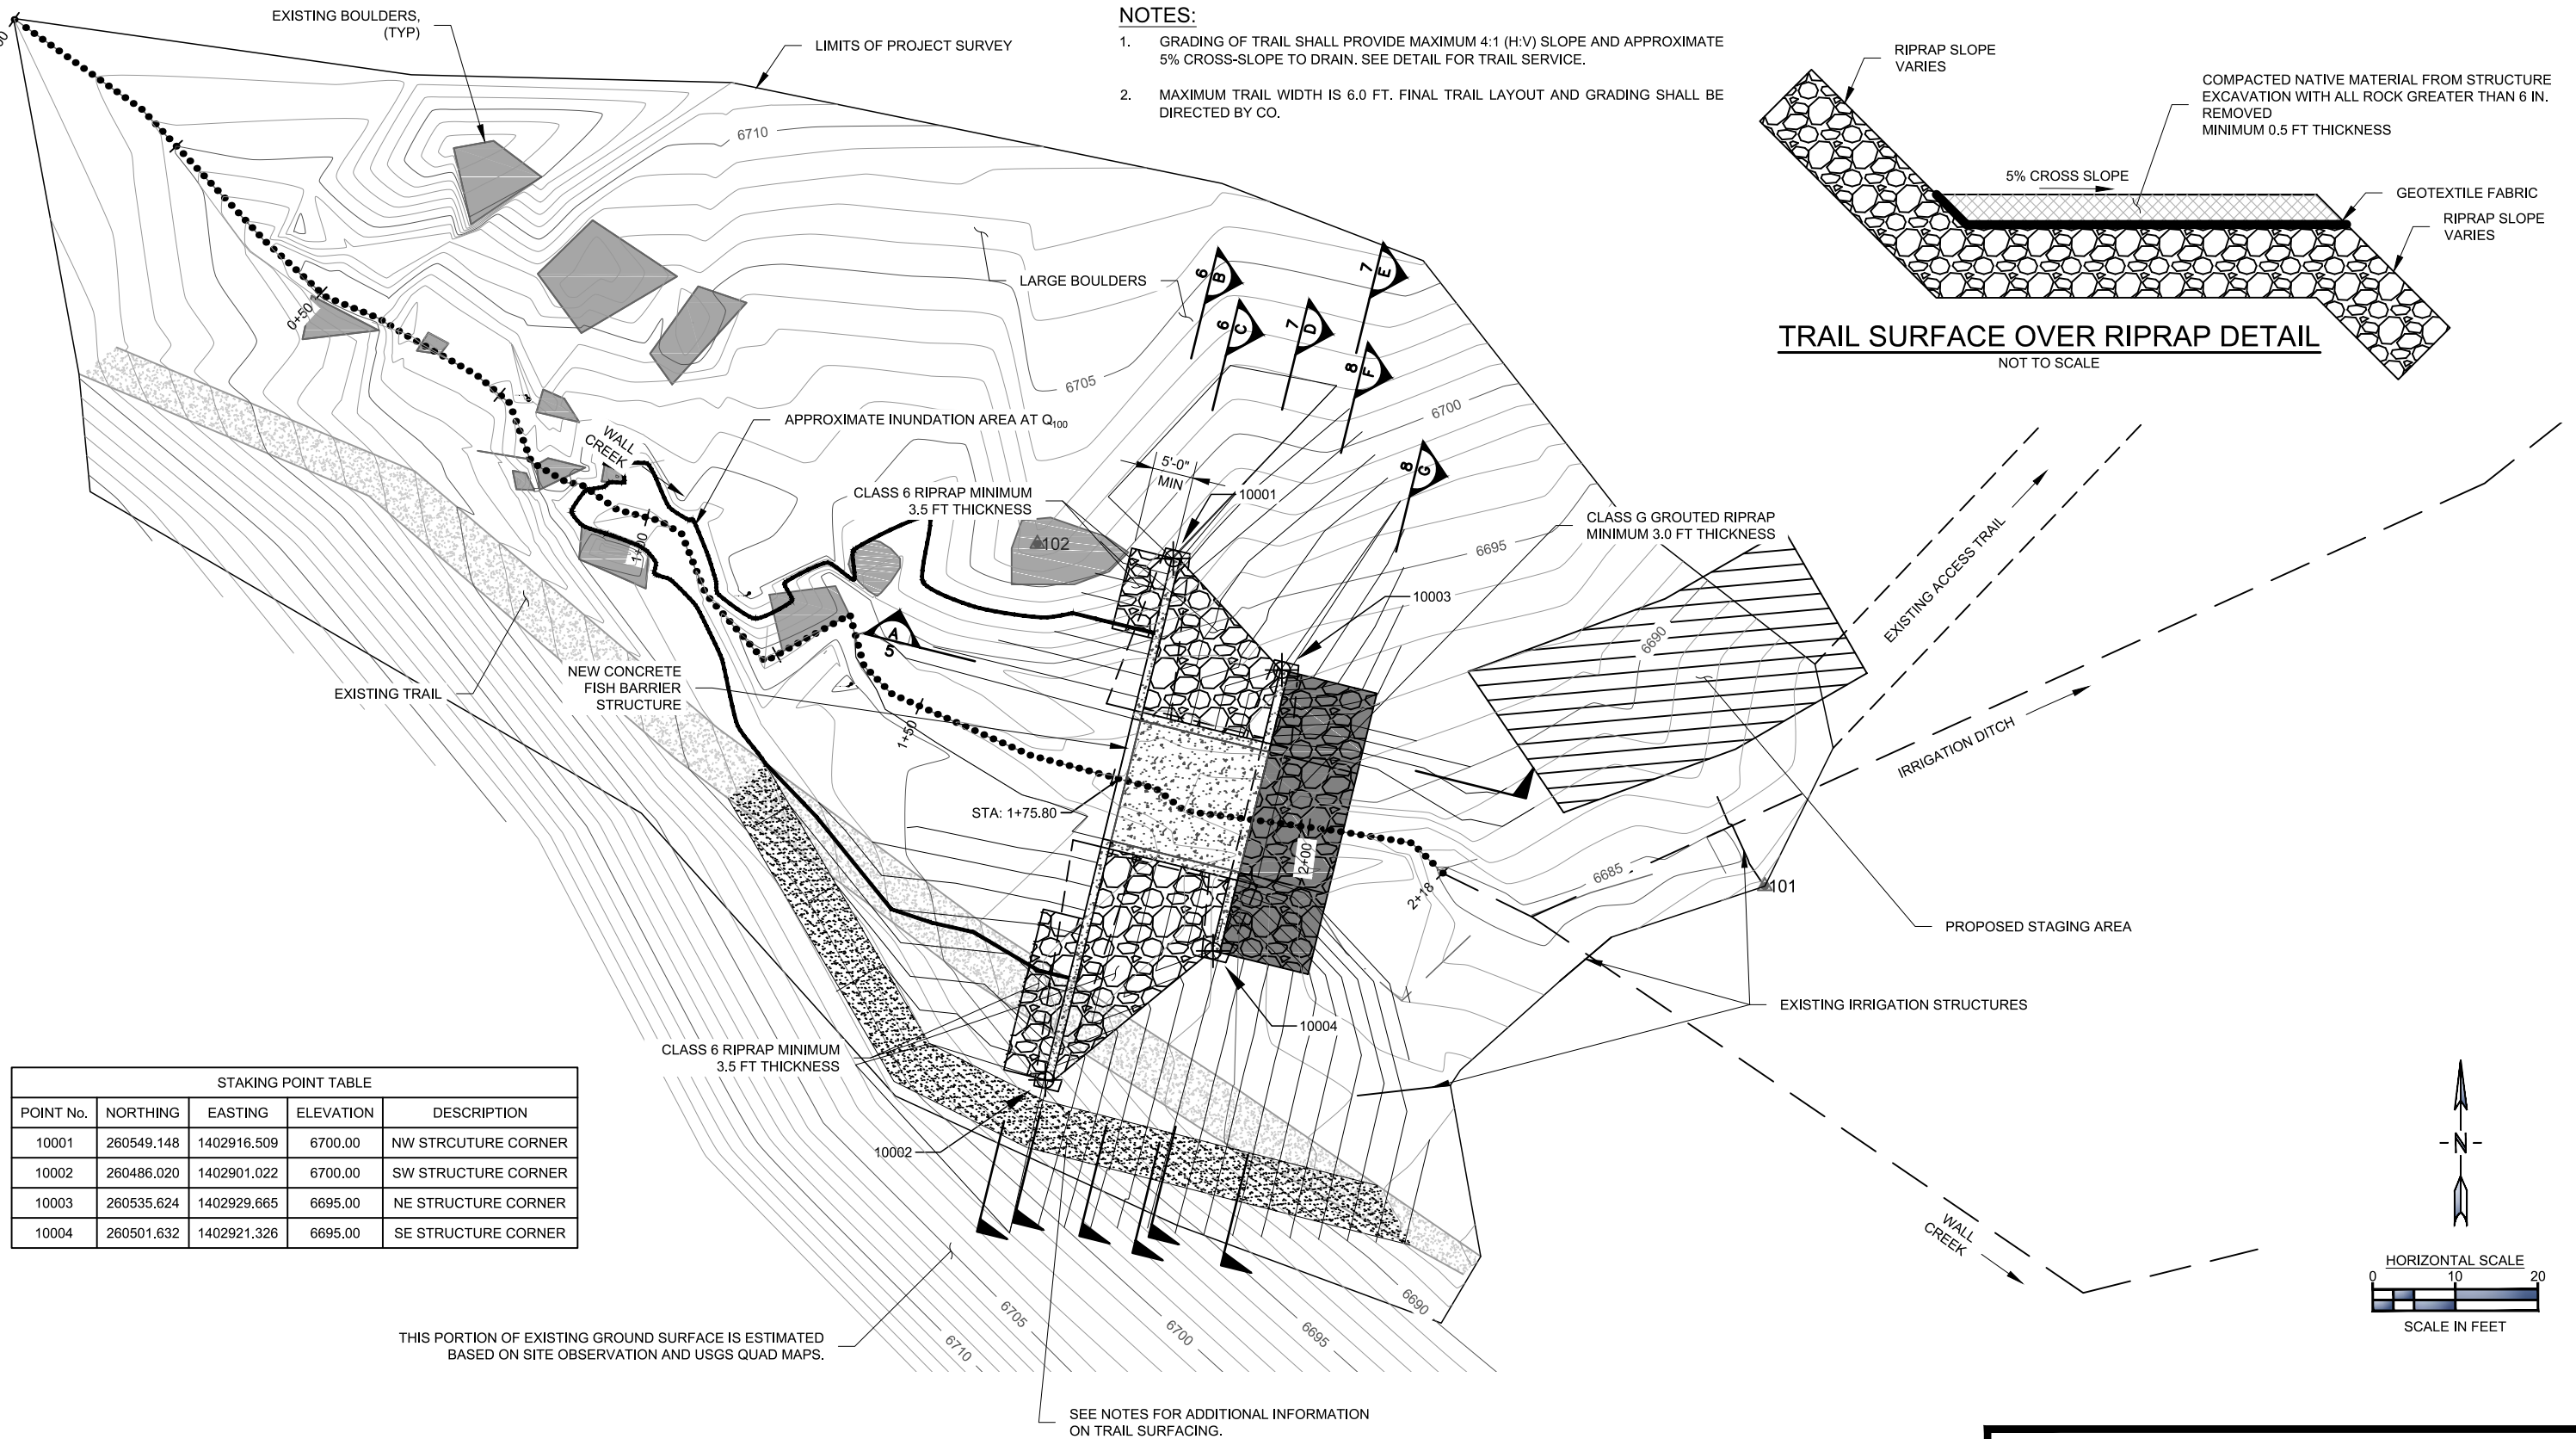 EXISTING BOULDERS,
(TYP)
LIMITS OF PROJECT SURVEY
NOTES:
1. GRADING OF TRAIL SHALL PROVIDE MAXIMUM 4:1 (H:V) SLOPE AND APPROXIMATE
5% CROSS-SLOPE TO DRAIN. SEE DETAIL FOR TRAIL SERVICE.
2. MAXIMUM TRAIL WIDTH IS 6.0 FT. FINAL TRAIL LAYOUT AND GRADING SHALL BE
DIRECTED BY CO.
RIPRAP SLOPE
VARIES
COMPACTED NATIVE MATERIAL FROM STRUCTURE
EXCAVATION WITH ALL ROCK GREATER THAN 6 IN.
REMOVED
MINIMUM 0.5 FT THICKNESS
5% CROSS SLOPE
GEOTEXTILE FABRIC
RIPRAP SLOPE
VARIES
TRAIL SURFACE OVER RIPRAP DETAIL
NOT TO SCALE
6710
LARGE BOULDERS
6
B
6
C
7
D
7
E
8
F
8
G
0+50
6705
6700
APPROXIMATE INUNDATION AREA AT Q100
WALL
CREEK
5'-0"
MIN
CLASS 6 RIPRAP MINIMUM
3.5 FT THICKNESS
10001
102
1+00
6695
CLASS G GROUTED RIPRAP
MINIMUM 3.0 FT THICKNESS
EXISTING ACCESS TRAIL
10003
A
5
6690
NEW CONCRETE
FISH BARRIER
STRUCTURE
EXISTING TRAIL
1+50
IRRIGATION DITCH
STA: 1+75.80
2+00
2+18
6685
101
PROPOSED STAGING AREA
EXISTING IRRIGATION STRUCTURES
10004
CLASS 6 RIPRAP MINIMUM
3.5 FT THICKNESS
10002
STAKING POINT TABLE
POINT No. NORTHING EASTING ELEVATION DESCRIPTION
10001 260549.148 1402916.509 6700.00 NW STRCUTURE CORNER
10002 260486.020 1402901.022 6700.00 SW STRUCTURE CORNER
10003 260535.624 1402929.665 6695.00 NE STRUCTURE CORNER
10004 260501.632 1402921.326 6695.00 SE STRUCTURE CORNER
N
WALL
CREEK
HORIZONTAL SCALE
0 10 20
SCALE IN FEET
6705
6710
6700
6695
6690
THIS PORTION OF EXISTING GROUND SURFACE IS ESTIMATED
BASED ON SITE OBSERVATION AND USGS QUAD MAPS.
SEE NOTES FOR ADDITIONAL INFORMATION
ON TRAIL SURFACING.